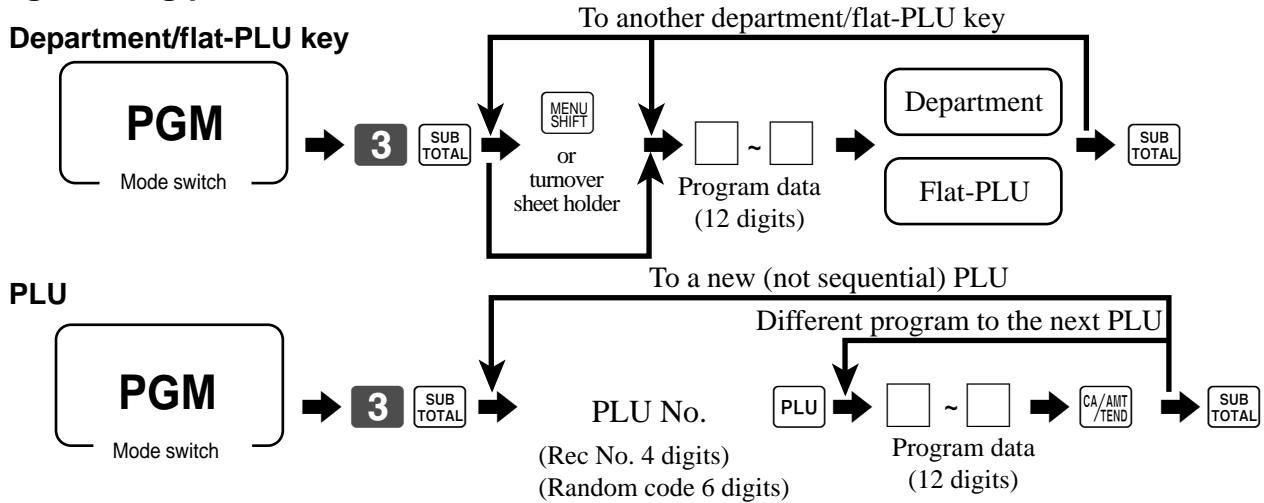 To another department/flat-PLU key
Department/flat-PLU key
PGM
Mode switch
3
SUB
TOTAL
MENU
SHIFT
or
turnover
sheet holder
~
Program data
(12 digits)
Department
Flat-PLU
SUB
TOTAL
To a new (not sequential) PLU
PLU
Different program to the next PLU
PGM
Mode switch
3
SUB
TOTAL
PLU No.
(Rec No. 4 digits)
(Random code 6 digits)
PLU
~
Program data
(12 digits)
CA/AMT
/TEND
SUB
TOTAL